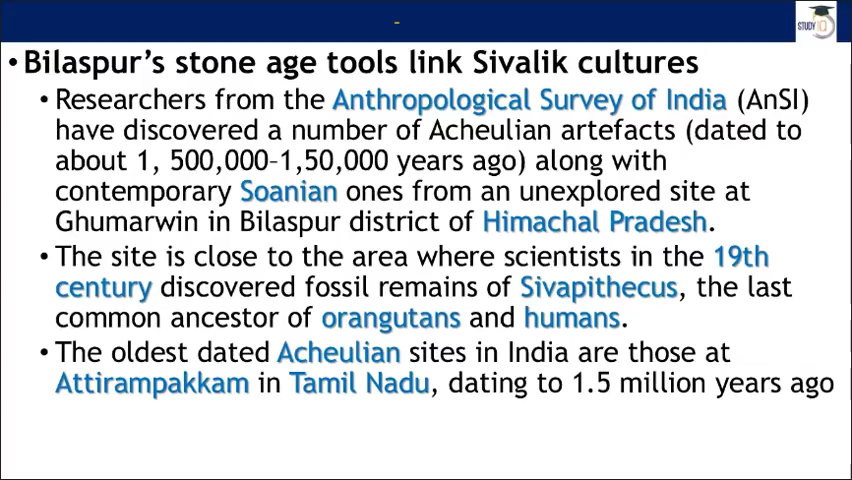 -
STUDY IQ
• Bilaspur's stone age tools link Sivalik cultures
• Researchers from the Anthropological Survey of India (AnSI)
have discovered a number of Acheulian artefacts (dated to
about 1, 500,000–1,50,000 years ago) along with
contemporary Soanian ones from an unexplored site at
Ghumarwin in Bilaspur district of Himachal Pradesh.
• The site is close to the area where scientists in the 19th
century discovered fossil remains of Sivapithecus, the last
common ancestor of orangutans and humans.
• The oldest dated Acheulian sites in India are those at
Attirampakkam in Tamil Nadu, dating to 1.5 million years ago